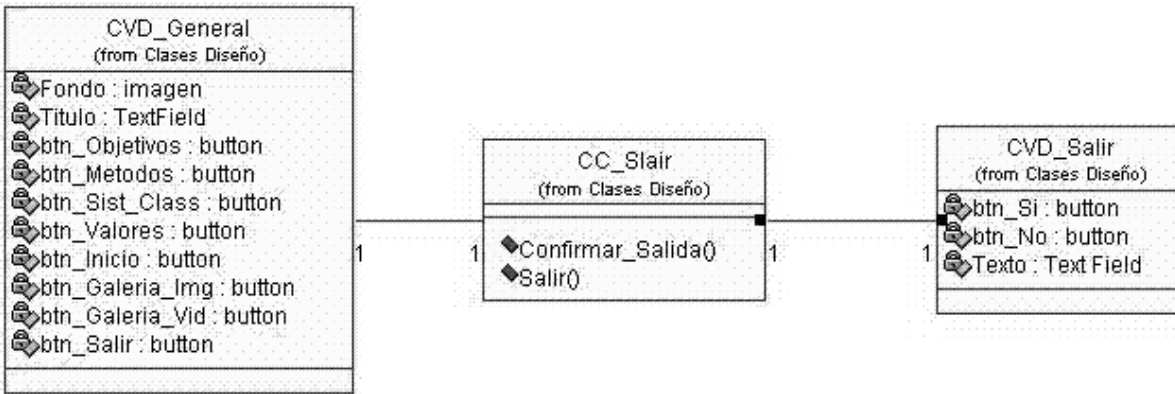 CVD_General
(from Clases Diseño)
Fondo : imagen
Titulo : TextField
btn_Objetivos : button
btn_Metodos : button
btn_Sist_Class : button
btn_Valores : button
btn_Inicio : button
btn_Galeria_Img : button
btn_Galeria_Vid : button
btn_Salir : button
1
1
CC_Slair
(from Clases Diseño)
Confirmar_Salida()
Salir()
1
1
CVD_Salir
(from Clases Diseño)
btn_Si : button
btn_No : button
Texto : Text Field